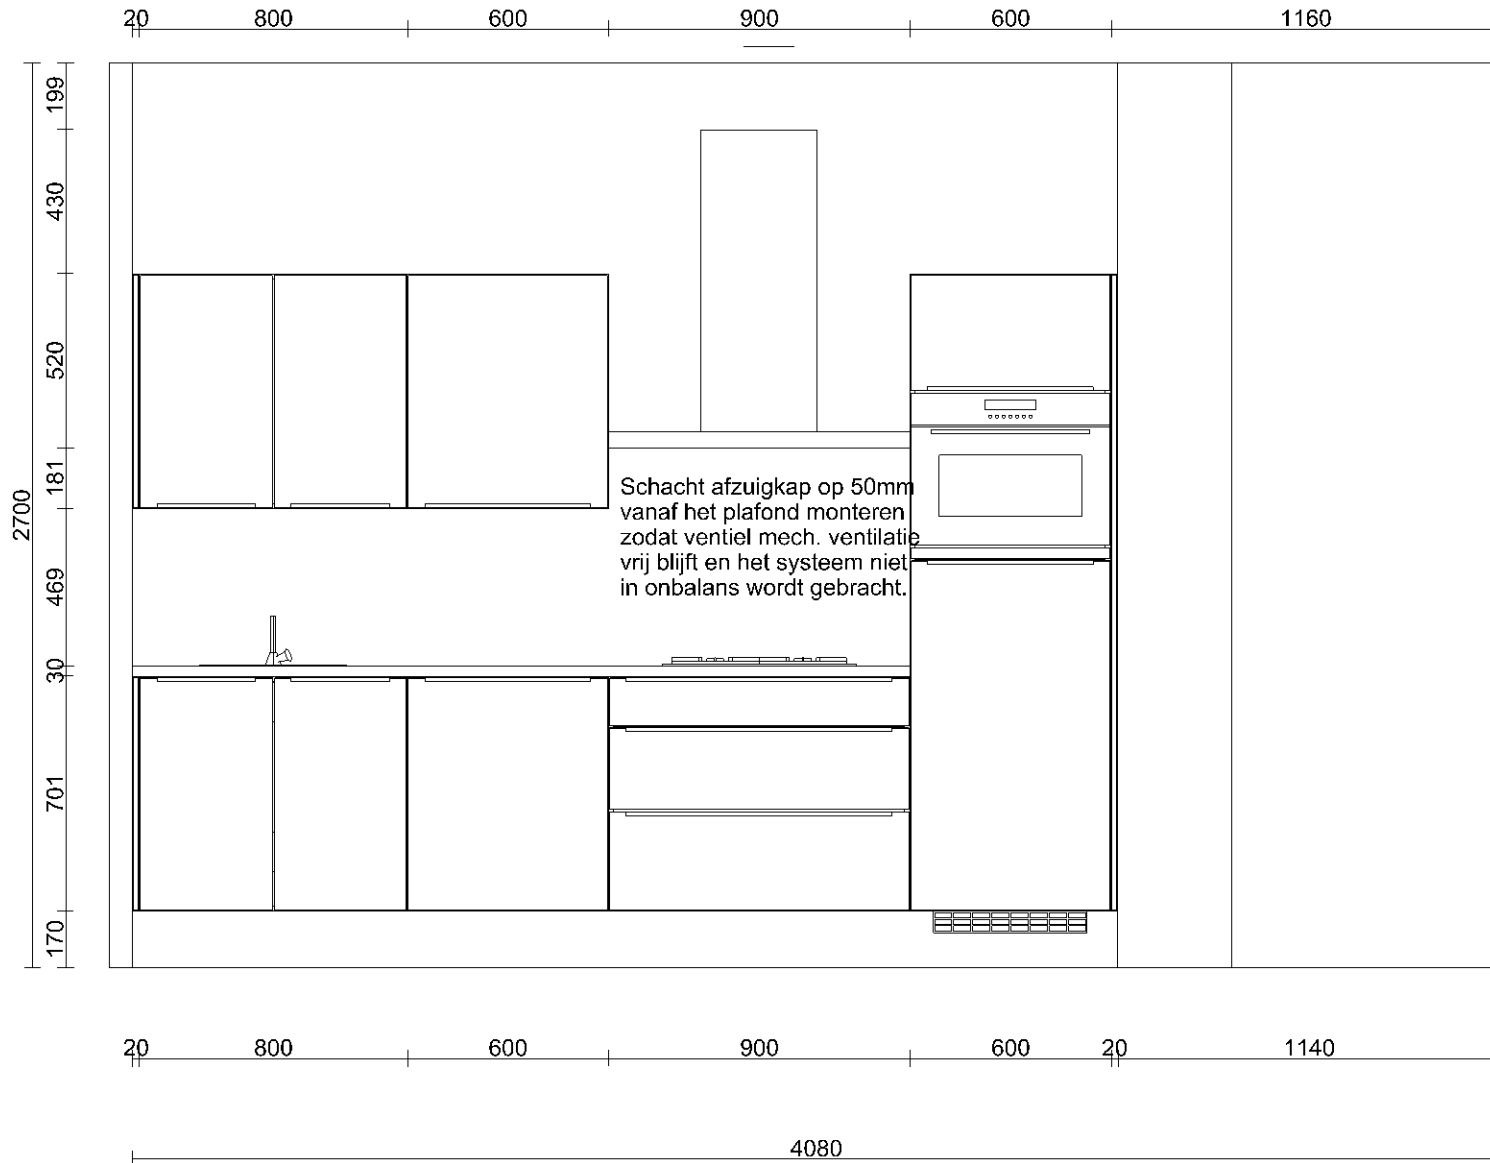 20 800 600 900 600 1160
199
430
520
181
2700
469
30
701
170
Schacht afzuigkap op 50mm
vanaf het plafond monteren
zodat ventiel mech. ventilatie
vrij blijft en het systeem niet
in onbalans wordt gebracht.
20 800 600 900 600 20 1140
4080